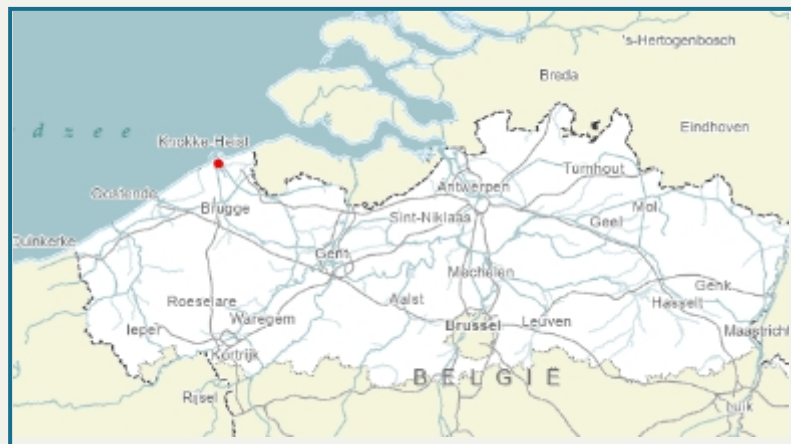 's-Hertogenbosch
Breda
d z e e
Eindhoven
Knokke-Heist
Turnhout
Antwerpen
Oostende
Mol
Brugge
Sint-Niklaas
Geel
Duinkerke
Gent
Mechelen
Genk
Roeselare
Aalst
Hasselt
Waregem
Ieper
Brussel
Leuven
Maastricht
Kortrijk
BELGIË
Rijsel
Luik